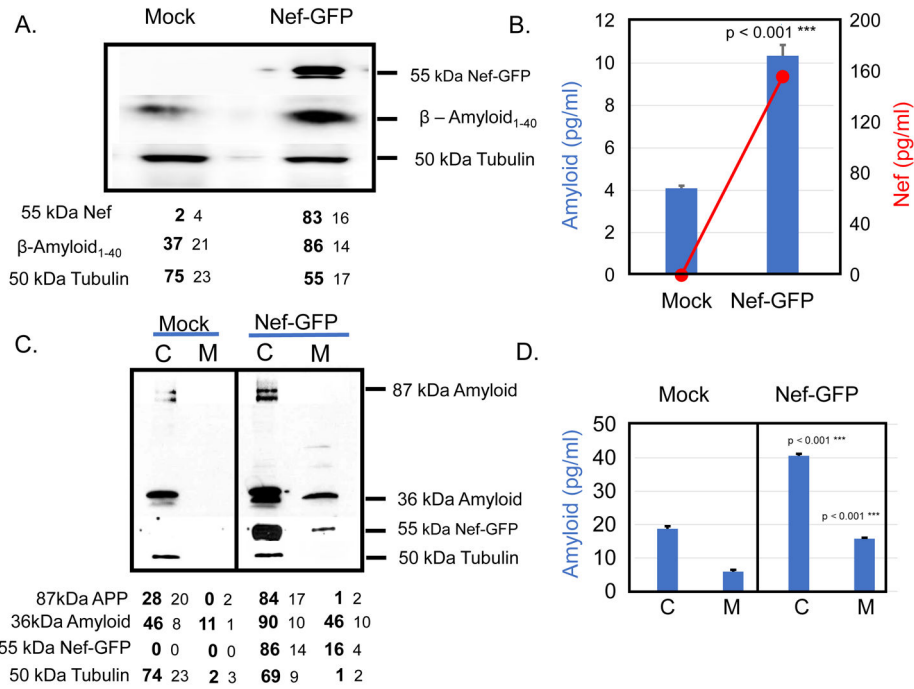 A.
Mock Nef-GFP
55 kDa Nef-GFP
β – Amyloid1-40
50 kDa Tubulin
55 kDa Nef 2 4 83 16
β-Amyloid1-40 37 21 86 14
50 kDa Tubulin 75 23 55 17
B.
Amyloid (pg/ml)
12
10
8
6
4
2
0
p < 0.001 ***
200
160
120
80
40
0
Nef (pg/ml)
Mock Nef-GFP
C.
Mock Nef-GFP
C M C M
87 kDa Amyloid
36 kDa Amyloid
55 kDa Nef-GFP
50 kDa Tubulin
87kDa APP 28 20 0 2 84 17 1 2
36kDa Amyloid 46 8 11 1 90 10 46 10
55 kDa Nef-GFP 0 0 0 0 86 14 16 4
50 kDa Tubulin 74 23 2 3 69 9 1 2
D.
Mock Nef-GFP
Amyloid (pg/ml)
50
40
30
20
10
0
p < 0.001 ***
p < 0.001 ***
C M C M